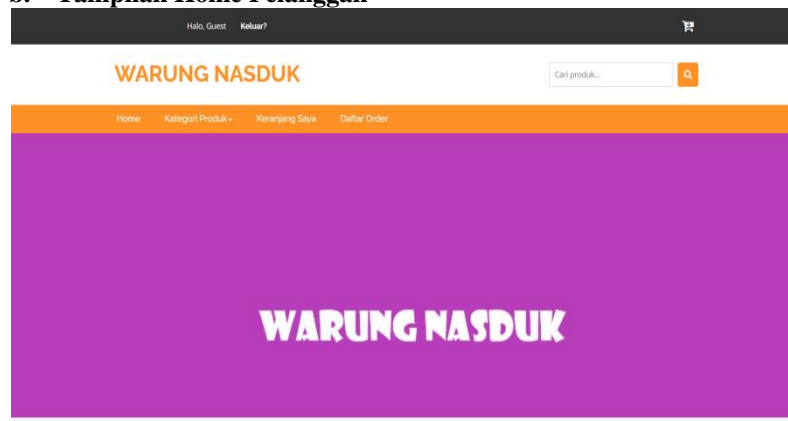 b. Tampilan Home Pelanggan
Halo, Guest Keluar?
WARUNG NASDUK
Cari produk...
Home Kategori Produk Keranjang Saya Daftar Order
WARUNG NASDUK